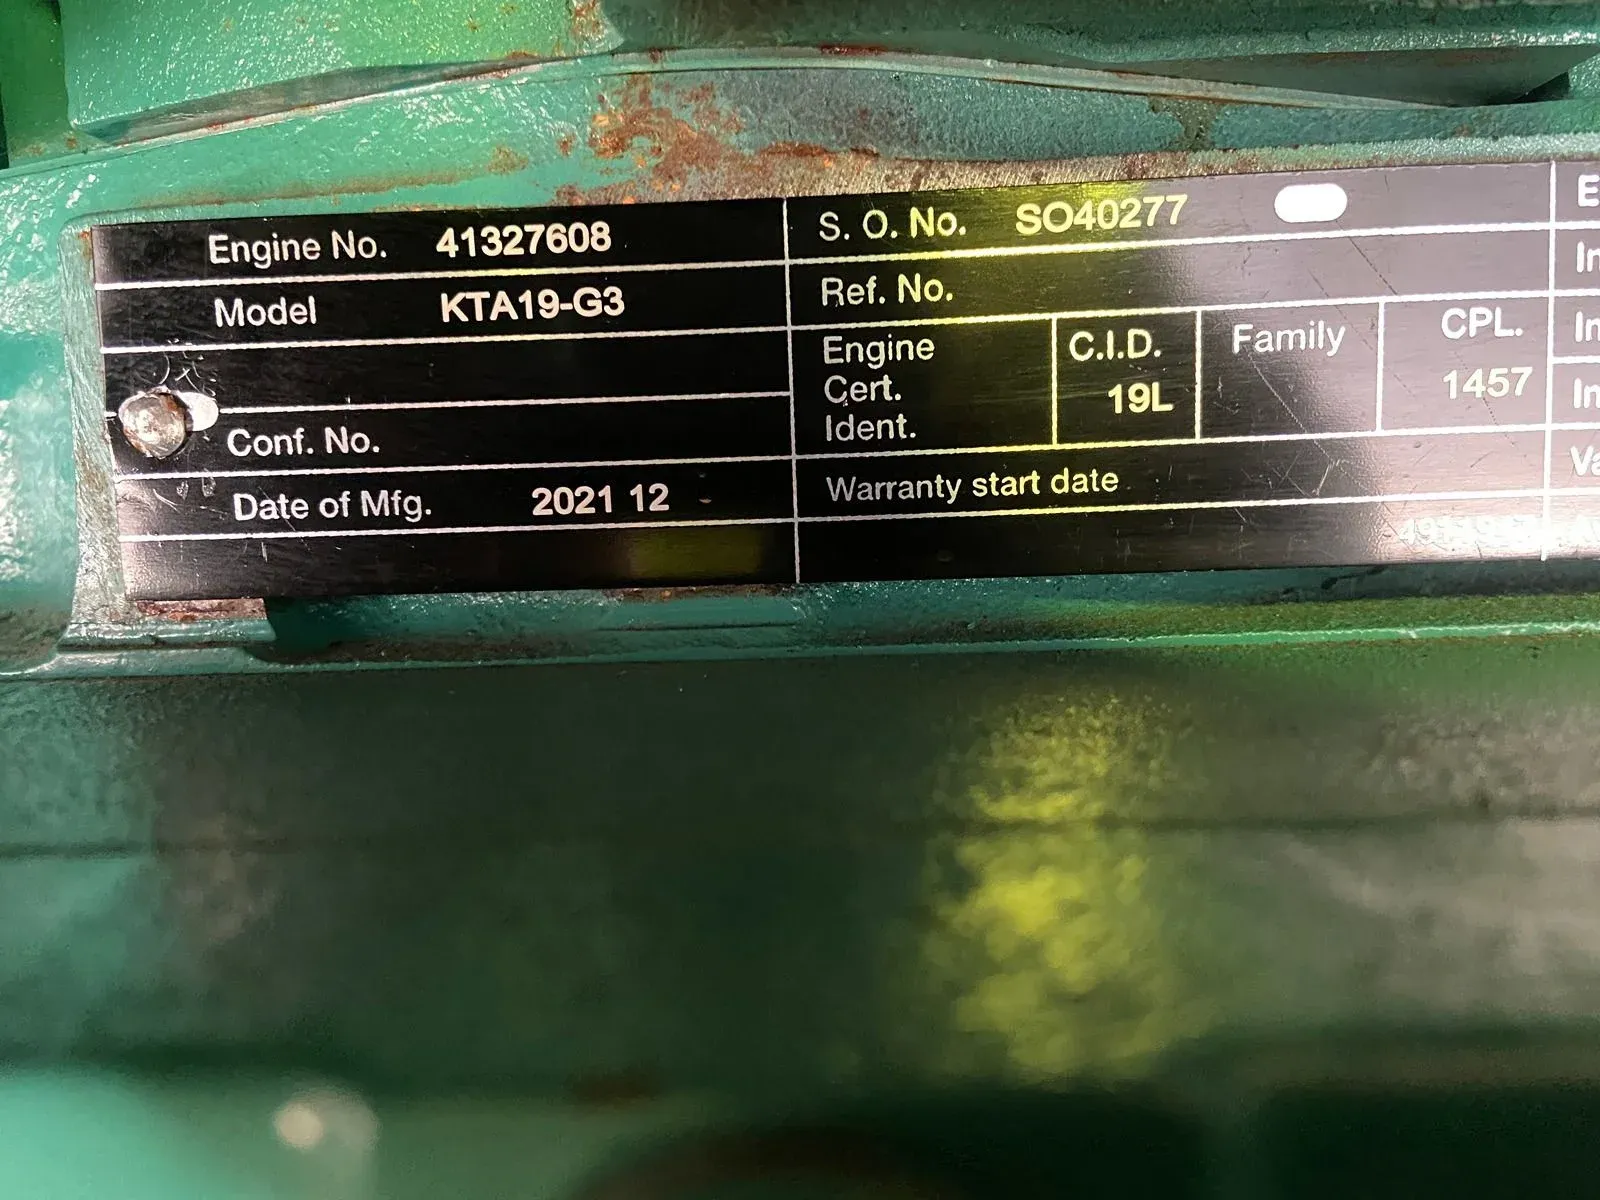 Engine No. 41327608
Model KTA19-G3
Conf. No.
Date of Mfg. 2021 12
S. O. No. SO40277
Ref. No.
Engine
Cert.
Ident.
C.I.D.
19L
Family
CPL.
1457
Warranty start date